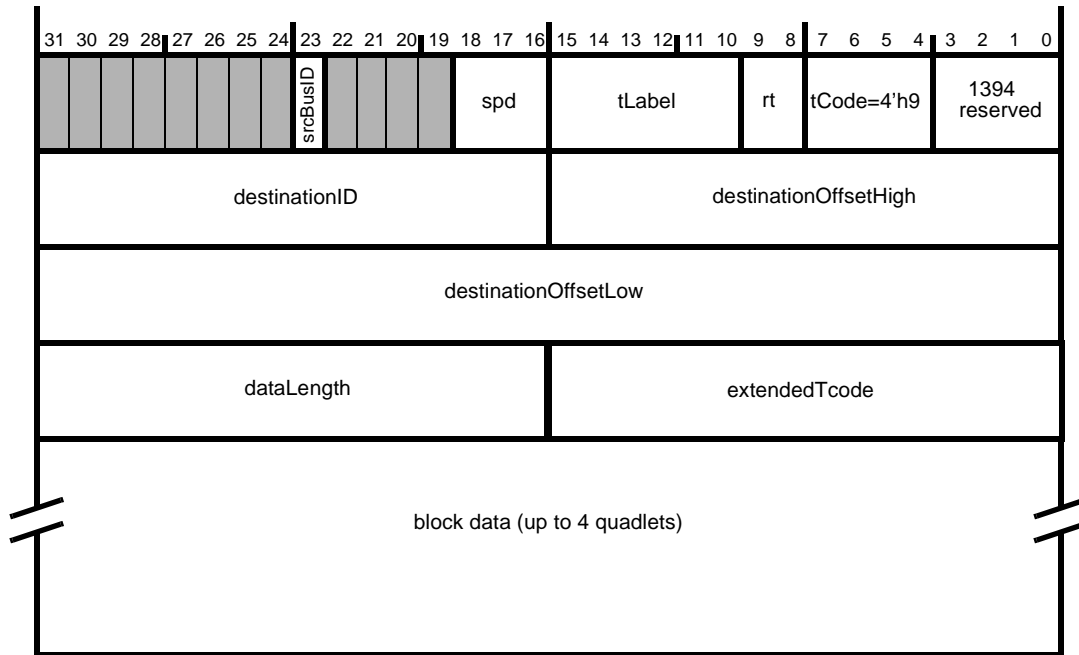 31 30 29 28 27 26 25 24 23 22 21 20 19 18 17 16 15 14 13 12 11 10 9 8 7 6 5 4 3 2 1 0
srcBusID
spd
tLabel
rt
tCode=4'h9
1394
reserved
destinationID
destinationOffsetHigh
destinationOffsetLow
dataLength
extendedTcode
block data (up to 4 quadlets)